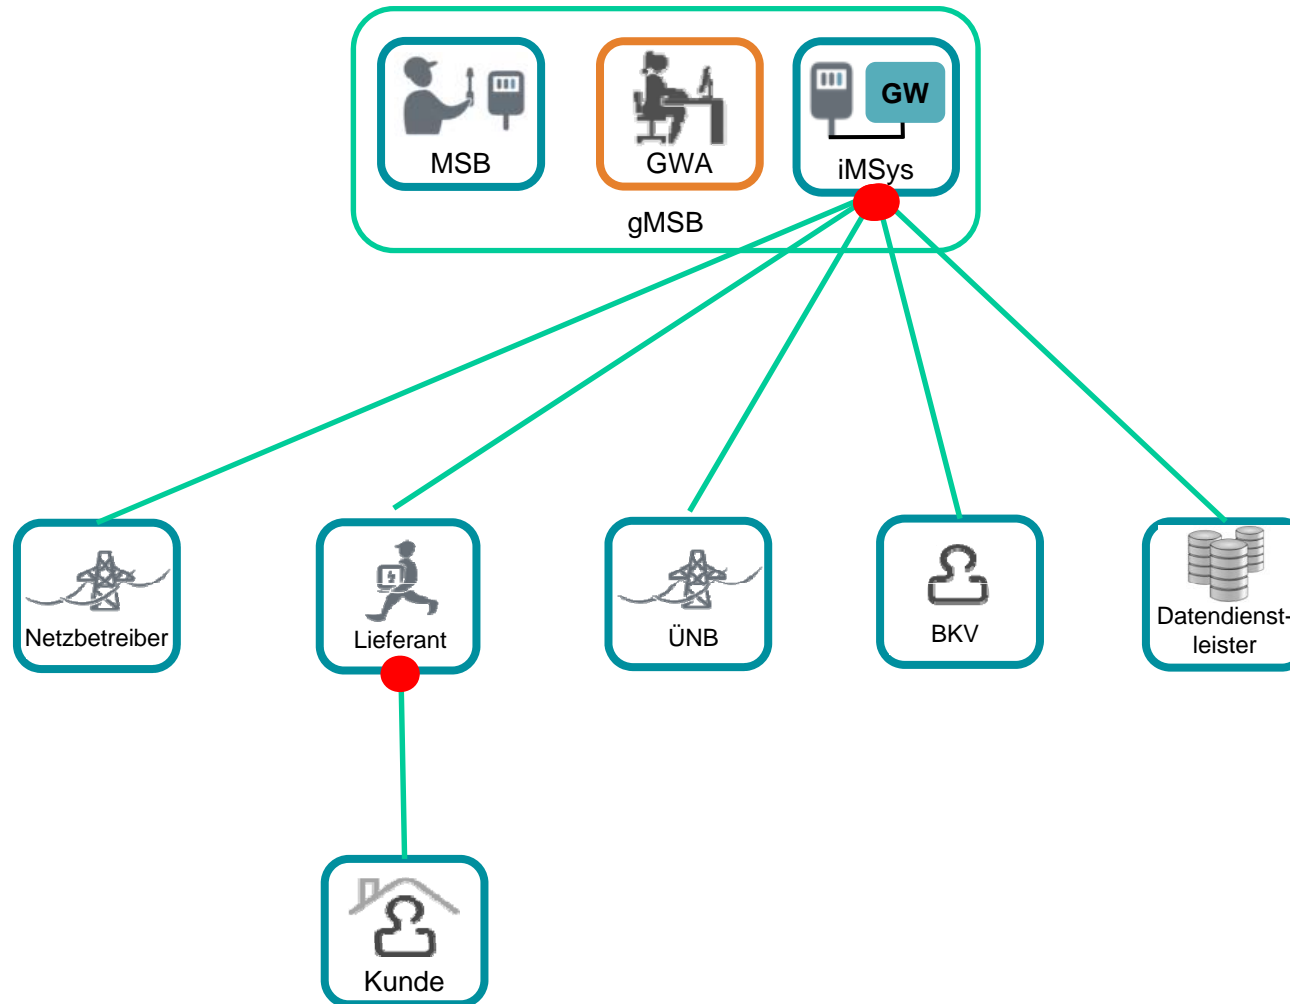 GW
MSB
GWA
iMSys
gMSB
Netzbetreiber
Lieferant
ÜNB
BKV
Datendienst-
leister
Kunde